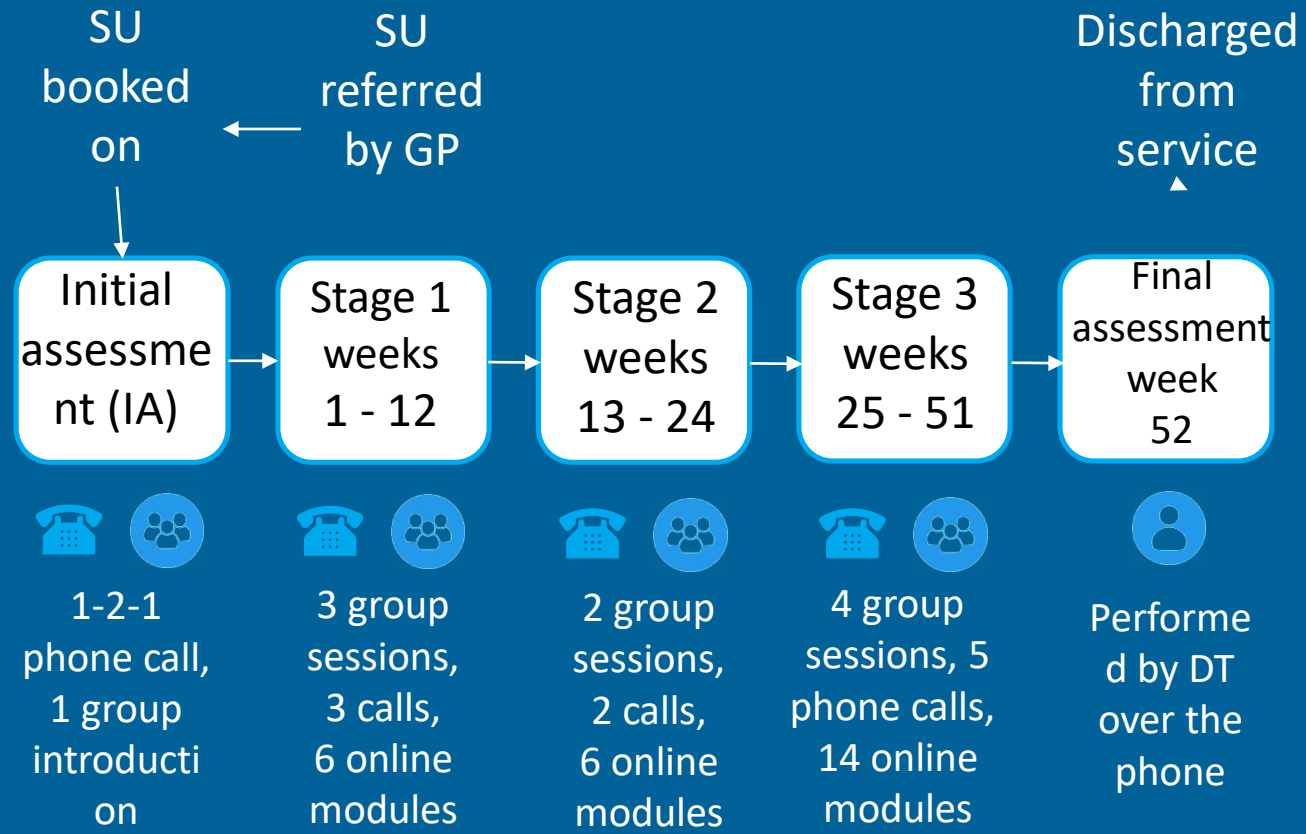 SU
booked
on
SU
referred
by GP
Discharged
from
service
Initial
assessme
nt (IA)
Stage 1
weeks
1 - 12
Stage 2
weeks
13 - 24
Stage 3
weeks
25 - 51
Final
assessment
week
52
1-2-1
phone call,
1 group
introducti
on
3 group
sessions,
3 calls,
6 online
modules
2 group
sessions,
2 calls,
6 online
modules
4 group
sessions, 5
phone calls,
14 online
modules
Performe
d by DT
over the
phone